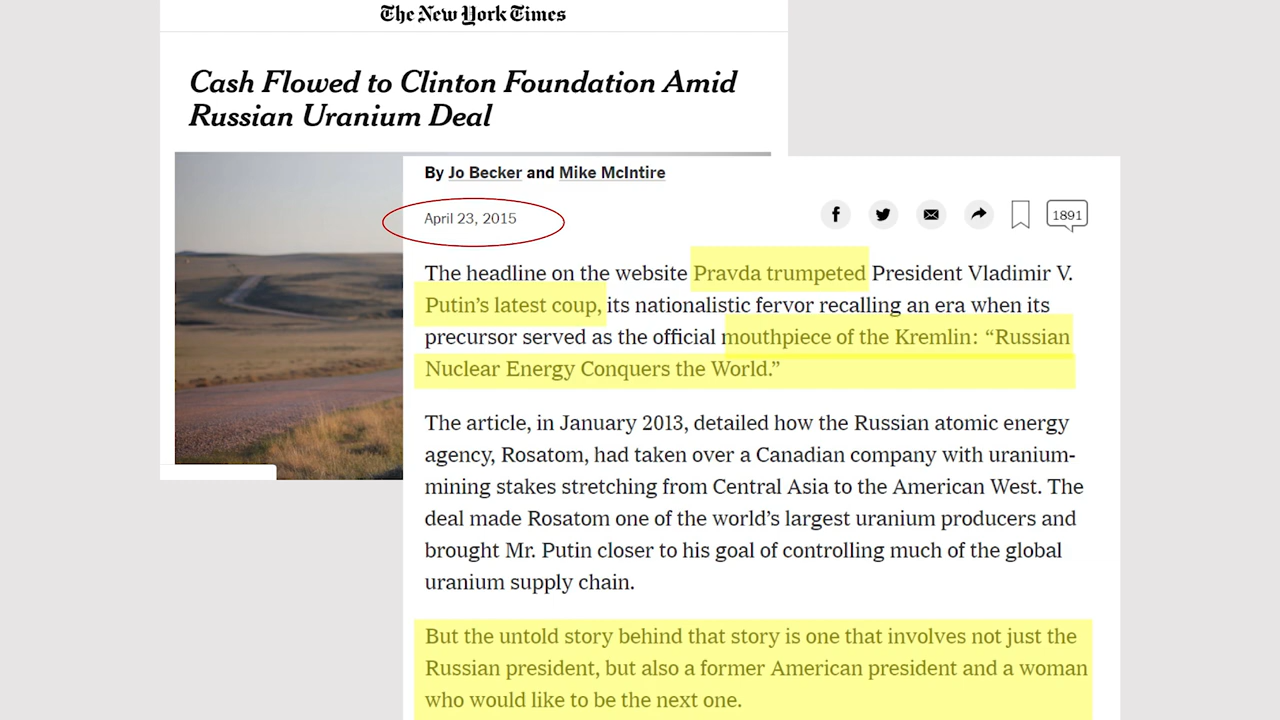 The New York Times
Cash Flowed to Clinton Foundation Amid
Russian Uranium Deal
By Jo Becker and Mike McIntire
April 23, 2015
1891
The headline on the website Pravda trumpeted President Vladimir V.
Putin’s latest coup, its nationalistic fervor recalling an era when its
precursor served as the official mouthpiece of the Kremlin: “Russian
Nuclear Energy Conquers the World.”
The article, in January 2013, detailed how the Russian atomic energy
agency, Rosatom, had taken over a Canadian company with uranium-
mining stakes stretching from Central Asia to the American West. The
deal made Rosatom one of the world’s largest uranium producers and
brought Mr. Putin closer to his goal of controlling much of the global
uranium supply chain.
But the untold story behind that story is one that involves not just the
Russian president, but also a former American president and a woman
who would like to be the next one.